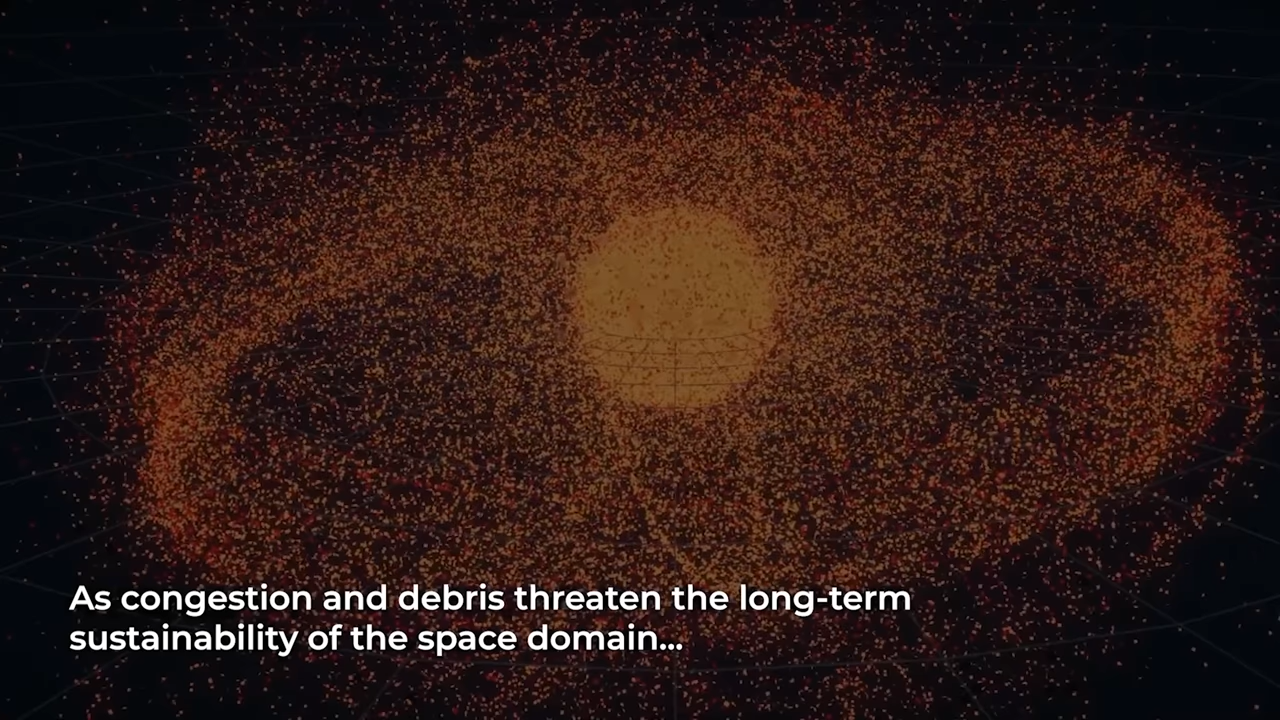 As congestion and debris threaten the long-term
sustainability of the space domain...